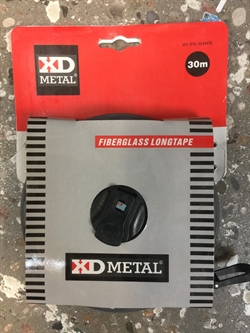 XD
METAL®
30m
FIBERGLASS LONGTAPE
XD METAL®